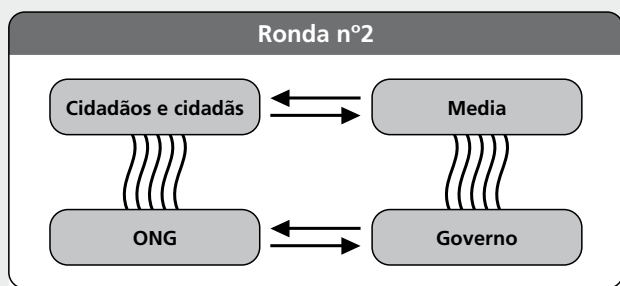 Ronda nº2
Cidadãos e cidadãs
Media
ONG
Governo